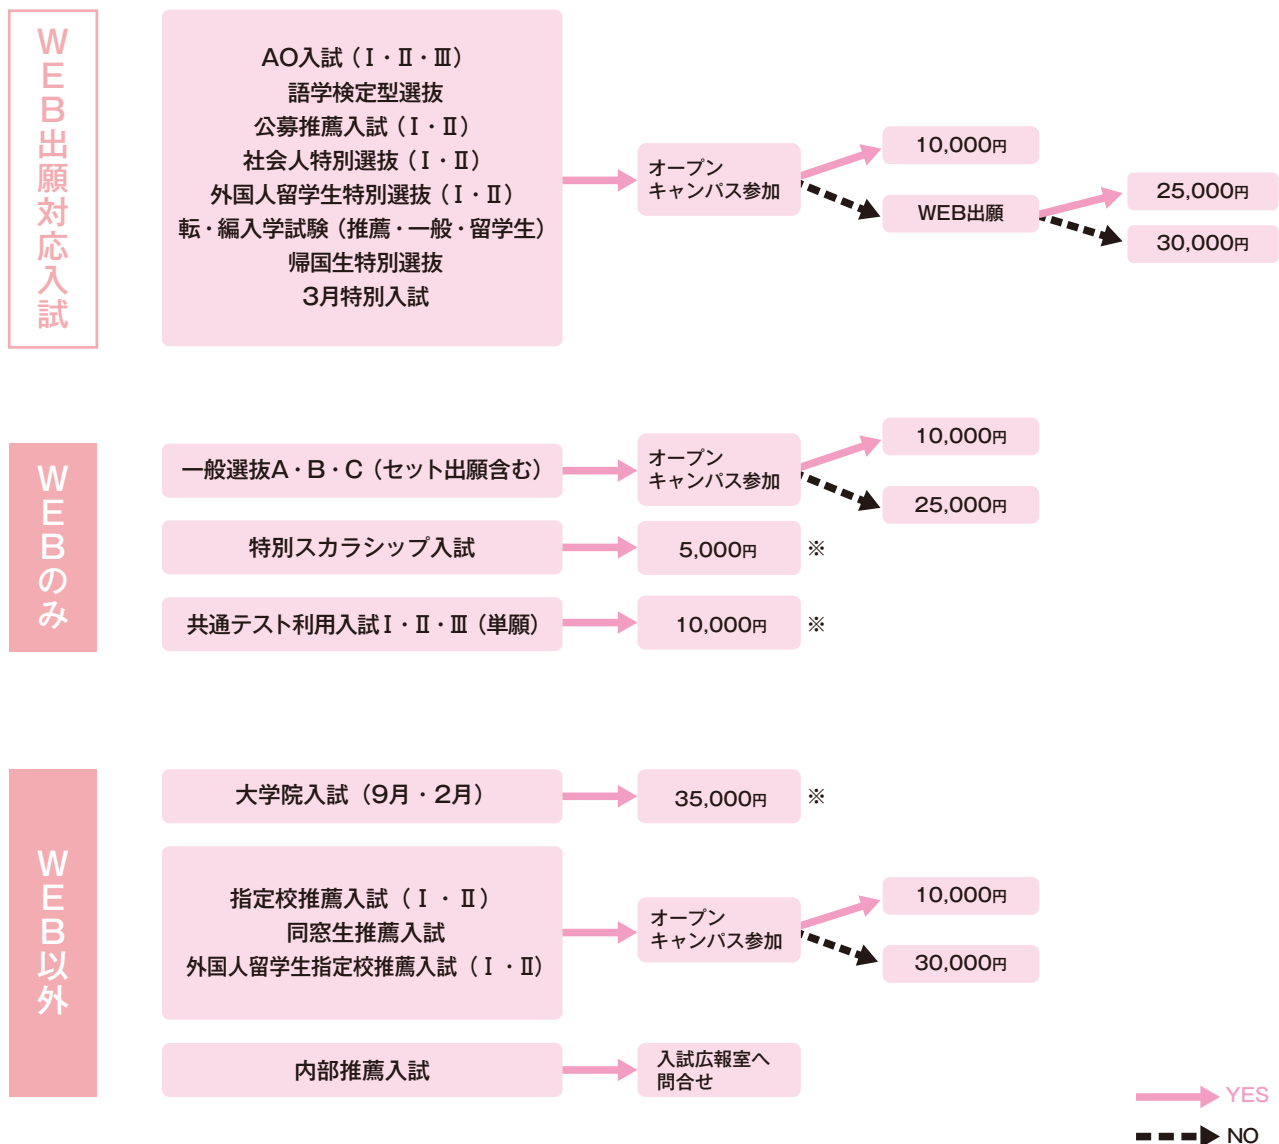 WEB出願対応入試
AO入試（Ⅰ・Ⅱ・Ⅲ）
語学検定型選抜
公募推薦入試（Ⅰ・Ⅱ）
社会人特別選抜（Ⅰ・Ⅱ）
外国人留学生特別選抜（Ⅰ・Ⅱ）
転・編入学試験（推薦・一般・留学生）
帰国生特別選抜
3月特別入試
オープン
キャンパス参加
10,000円
WEB出願
25,000円
30,000円
WEBのみ
一般選抜A・B・C（セット出願含む）
オープン
キャンパス参加
10,000円
25,000円
特別スカラシップ入試
5,000円 ※
共通テスト利用入試Ⅰ・Ⅱ・Ⅲ（単願）
10,000円 ※
WEB以外
大学院入試（9月・2月）
35,000円 ※
指定校推薦入試（Ⅰ・Ⅱ）
同窓生推薦入試
外国人留学生指定校推薦入試（Ⅰ・Ⅱ）
オープン
キャンパス参加
10,000円
30,000円
内部推薦入試
入試広報室へ
問合せ
YES
NO